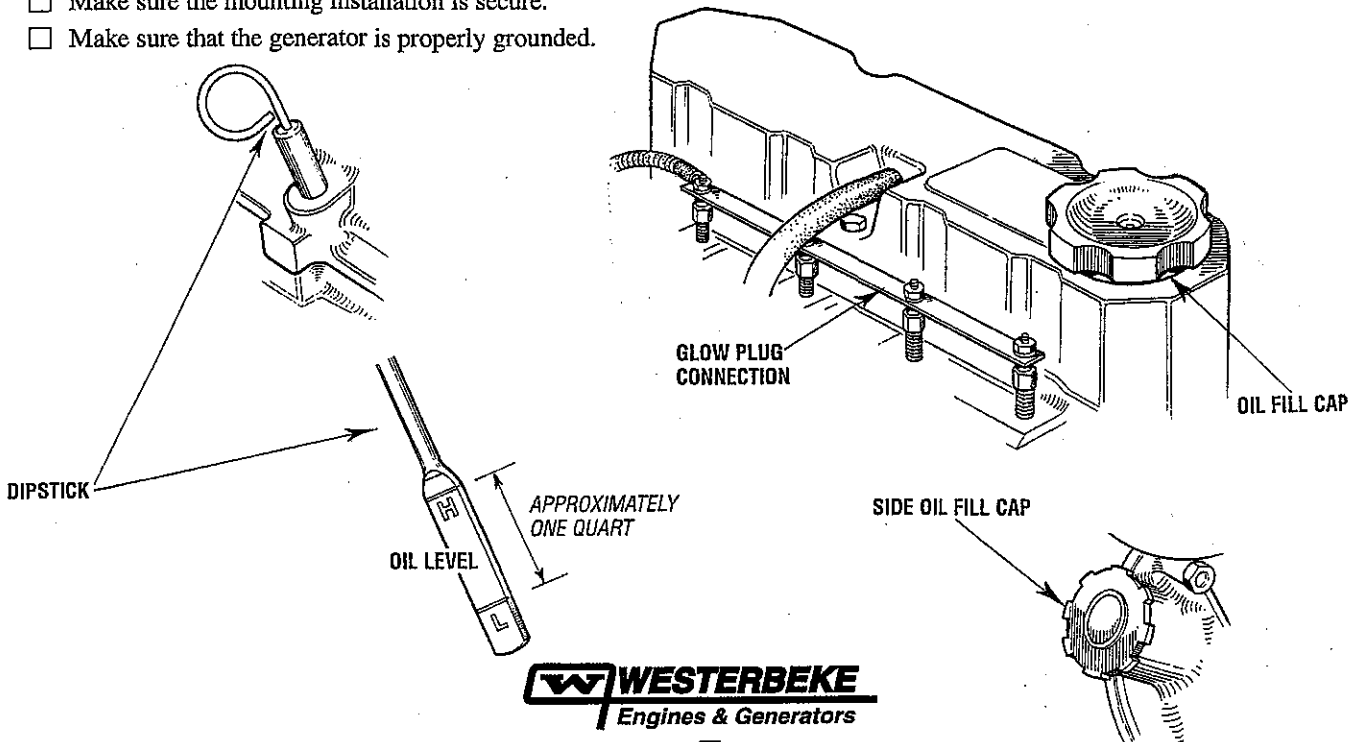 Make sure the mounting installation is secure.
Make sure that the generator is properly grounded.
GLOW PLUG
CONNECTION
OIL FILL CAP
DIPSTICK
H
APPROXIMATELY
ONE QUART
OIL LEVEL
L
SIDE OIL FILL CAP
W WESTERBEKE
Engines & Generators